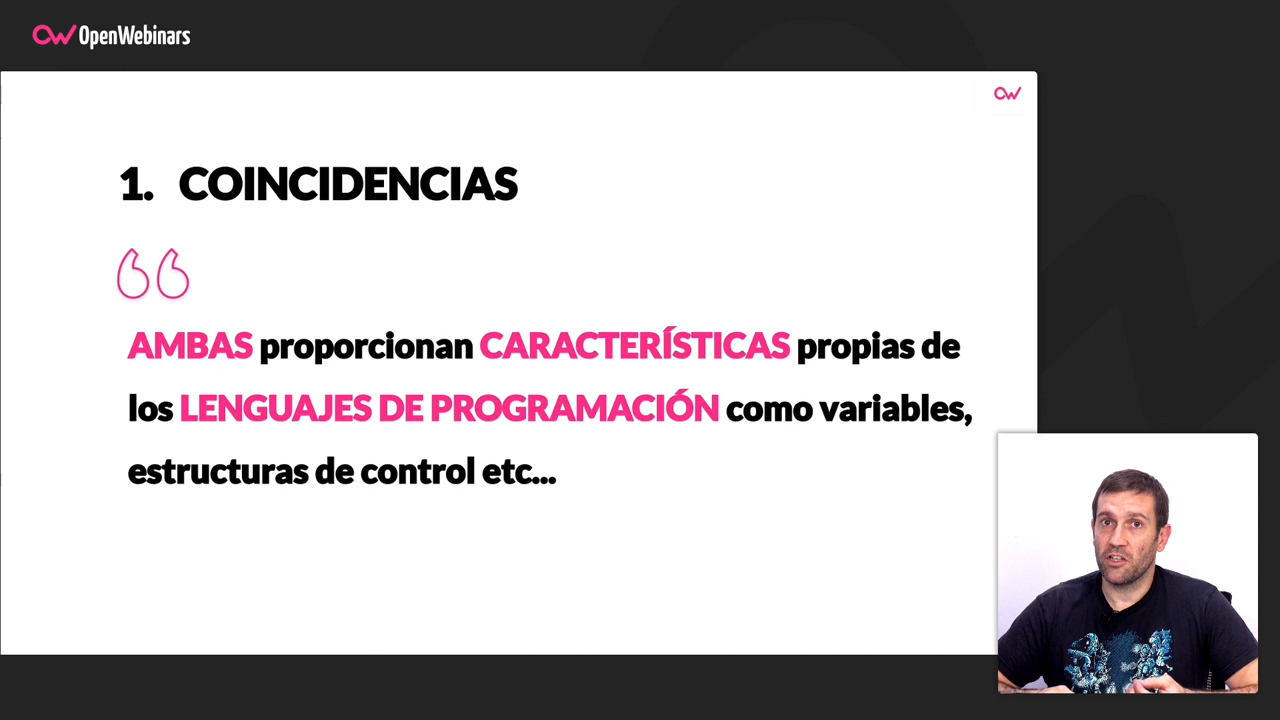 OpenWebinars
1. COINCIDENCIAS
AMBAS proporcionan CARACTERÍSTICAS propias de
los LENGUAJES DE PROGRAMACIÓN como variables,
estructuras de control etc...